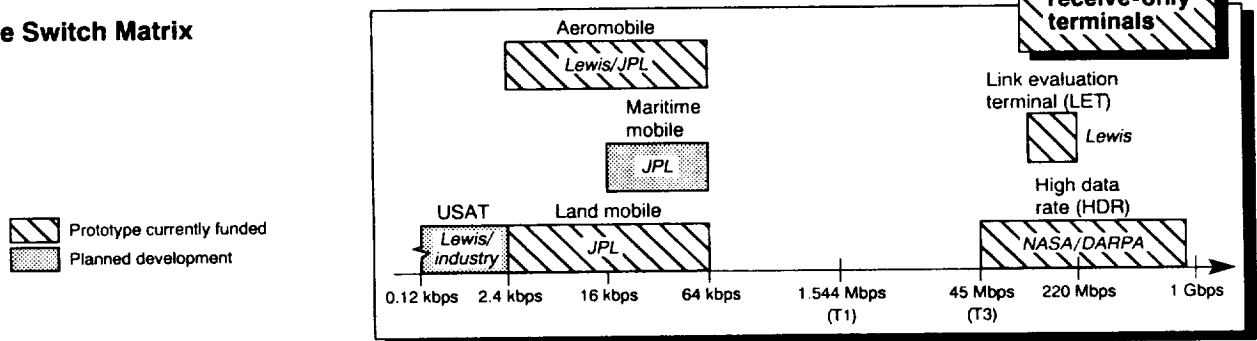 e Switch Matrix
receive-only
terminals
Aeromobile
Lewis/JPL
Link evaluation
terminal (LET)
Lewis
Maritime
mobile
JPL
High data
rate (HDR)
NASA/DARPA
USAT
Lewis/
industry
Land mobile
JPL
Prototype currently funded
Planned development
0.12 kbps 2.4 kbps 16 kbps 64 kbps 1.544 Mbps 45 Mbps 220 Mbps 1 Gbps
(T1) (T3)